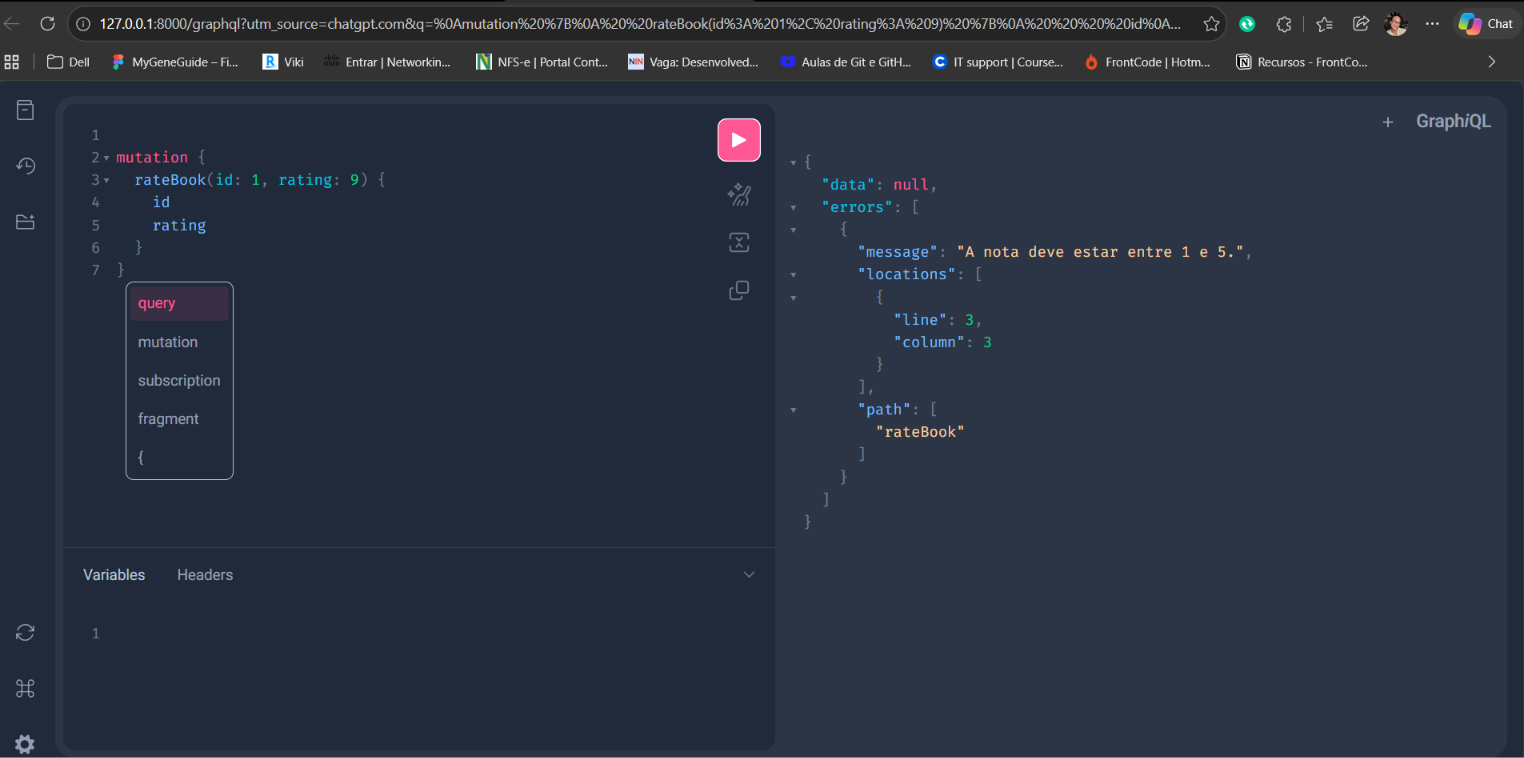 127.0.0.1:8000/graphql?utm_source=chatgpt.com&q=%0Amutation%20%7B%0A%20%20rateBook(id%3A%201%2C%20rating%3A%209)%20%7B%0A%20%20%20%20id%0A...
Chat
Dell
MyGeneGuide – Fi...
R Viki
Entrar | Networkin...
NFS-e | Portal Cont...
NIN Vaga: Desenvolved...
Aulas de Git e GitH...
C IT support | Course...
FrontCode | Hotm...
Recursos - FrontCo...
GraphiQL
1
2 mutation {
3 rateBook(id: 1, rating: 9) {
4 id
5 rating
6 }
7 }
query
mutation
subscription
fragment
{
Variables Headers
1
{
"data": null,
"errors": [
{
"message": "A nota deve estar entre 1 e 5.",
"locations": [
{
"line": 3,
"column": 3
}
],
"path": [
"rateBook"
]
}
]
}